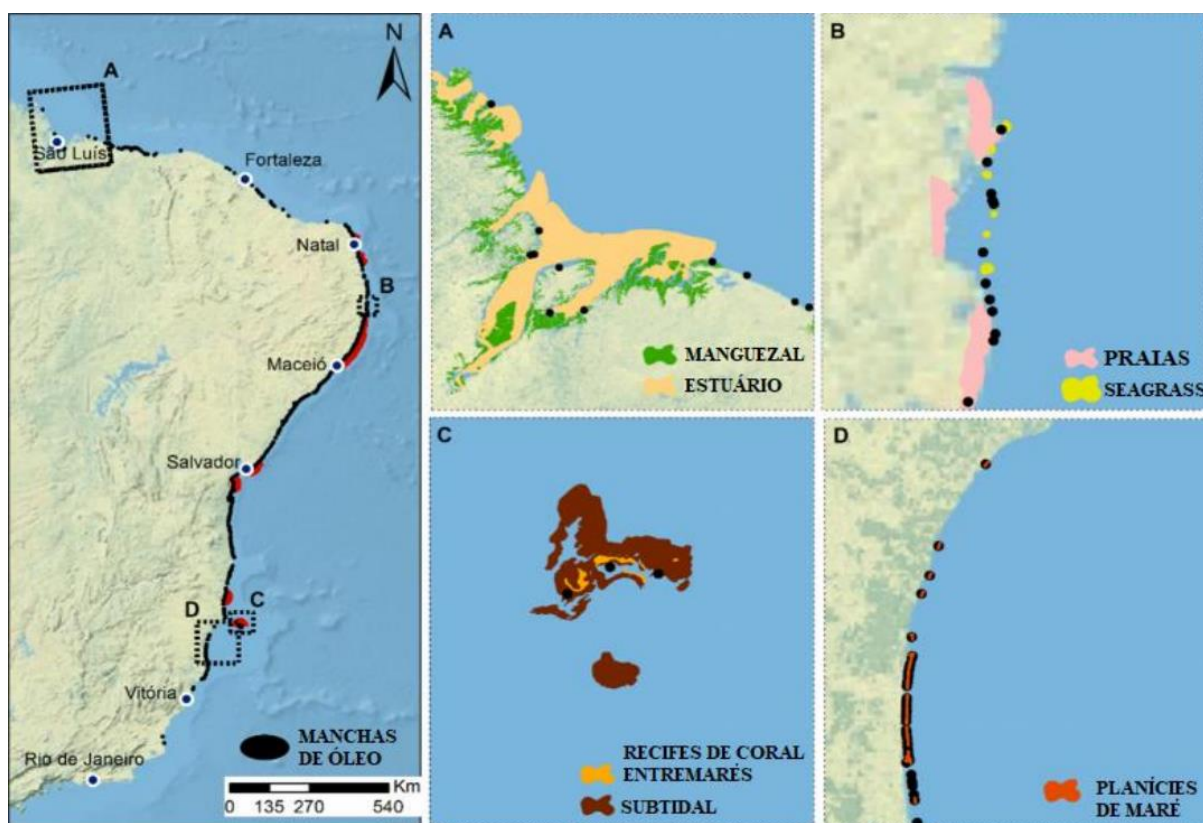 N
A
São Luís
Fortaleza
Natal
B
Maceió
Salvador
D
C
Vitória
Rio de Janeiro
MANCHAS
DE ÓLEO
Km
0 135 270 540
A
MANGUEZAL
ESTUÁRIO
B
PRAIAS
SEAGRASS
C
RECIFES DE CORAL
ENTREMARÉS
SUBTIDAL
D
PLANÍCIES
DE MARÉ